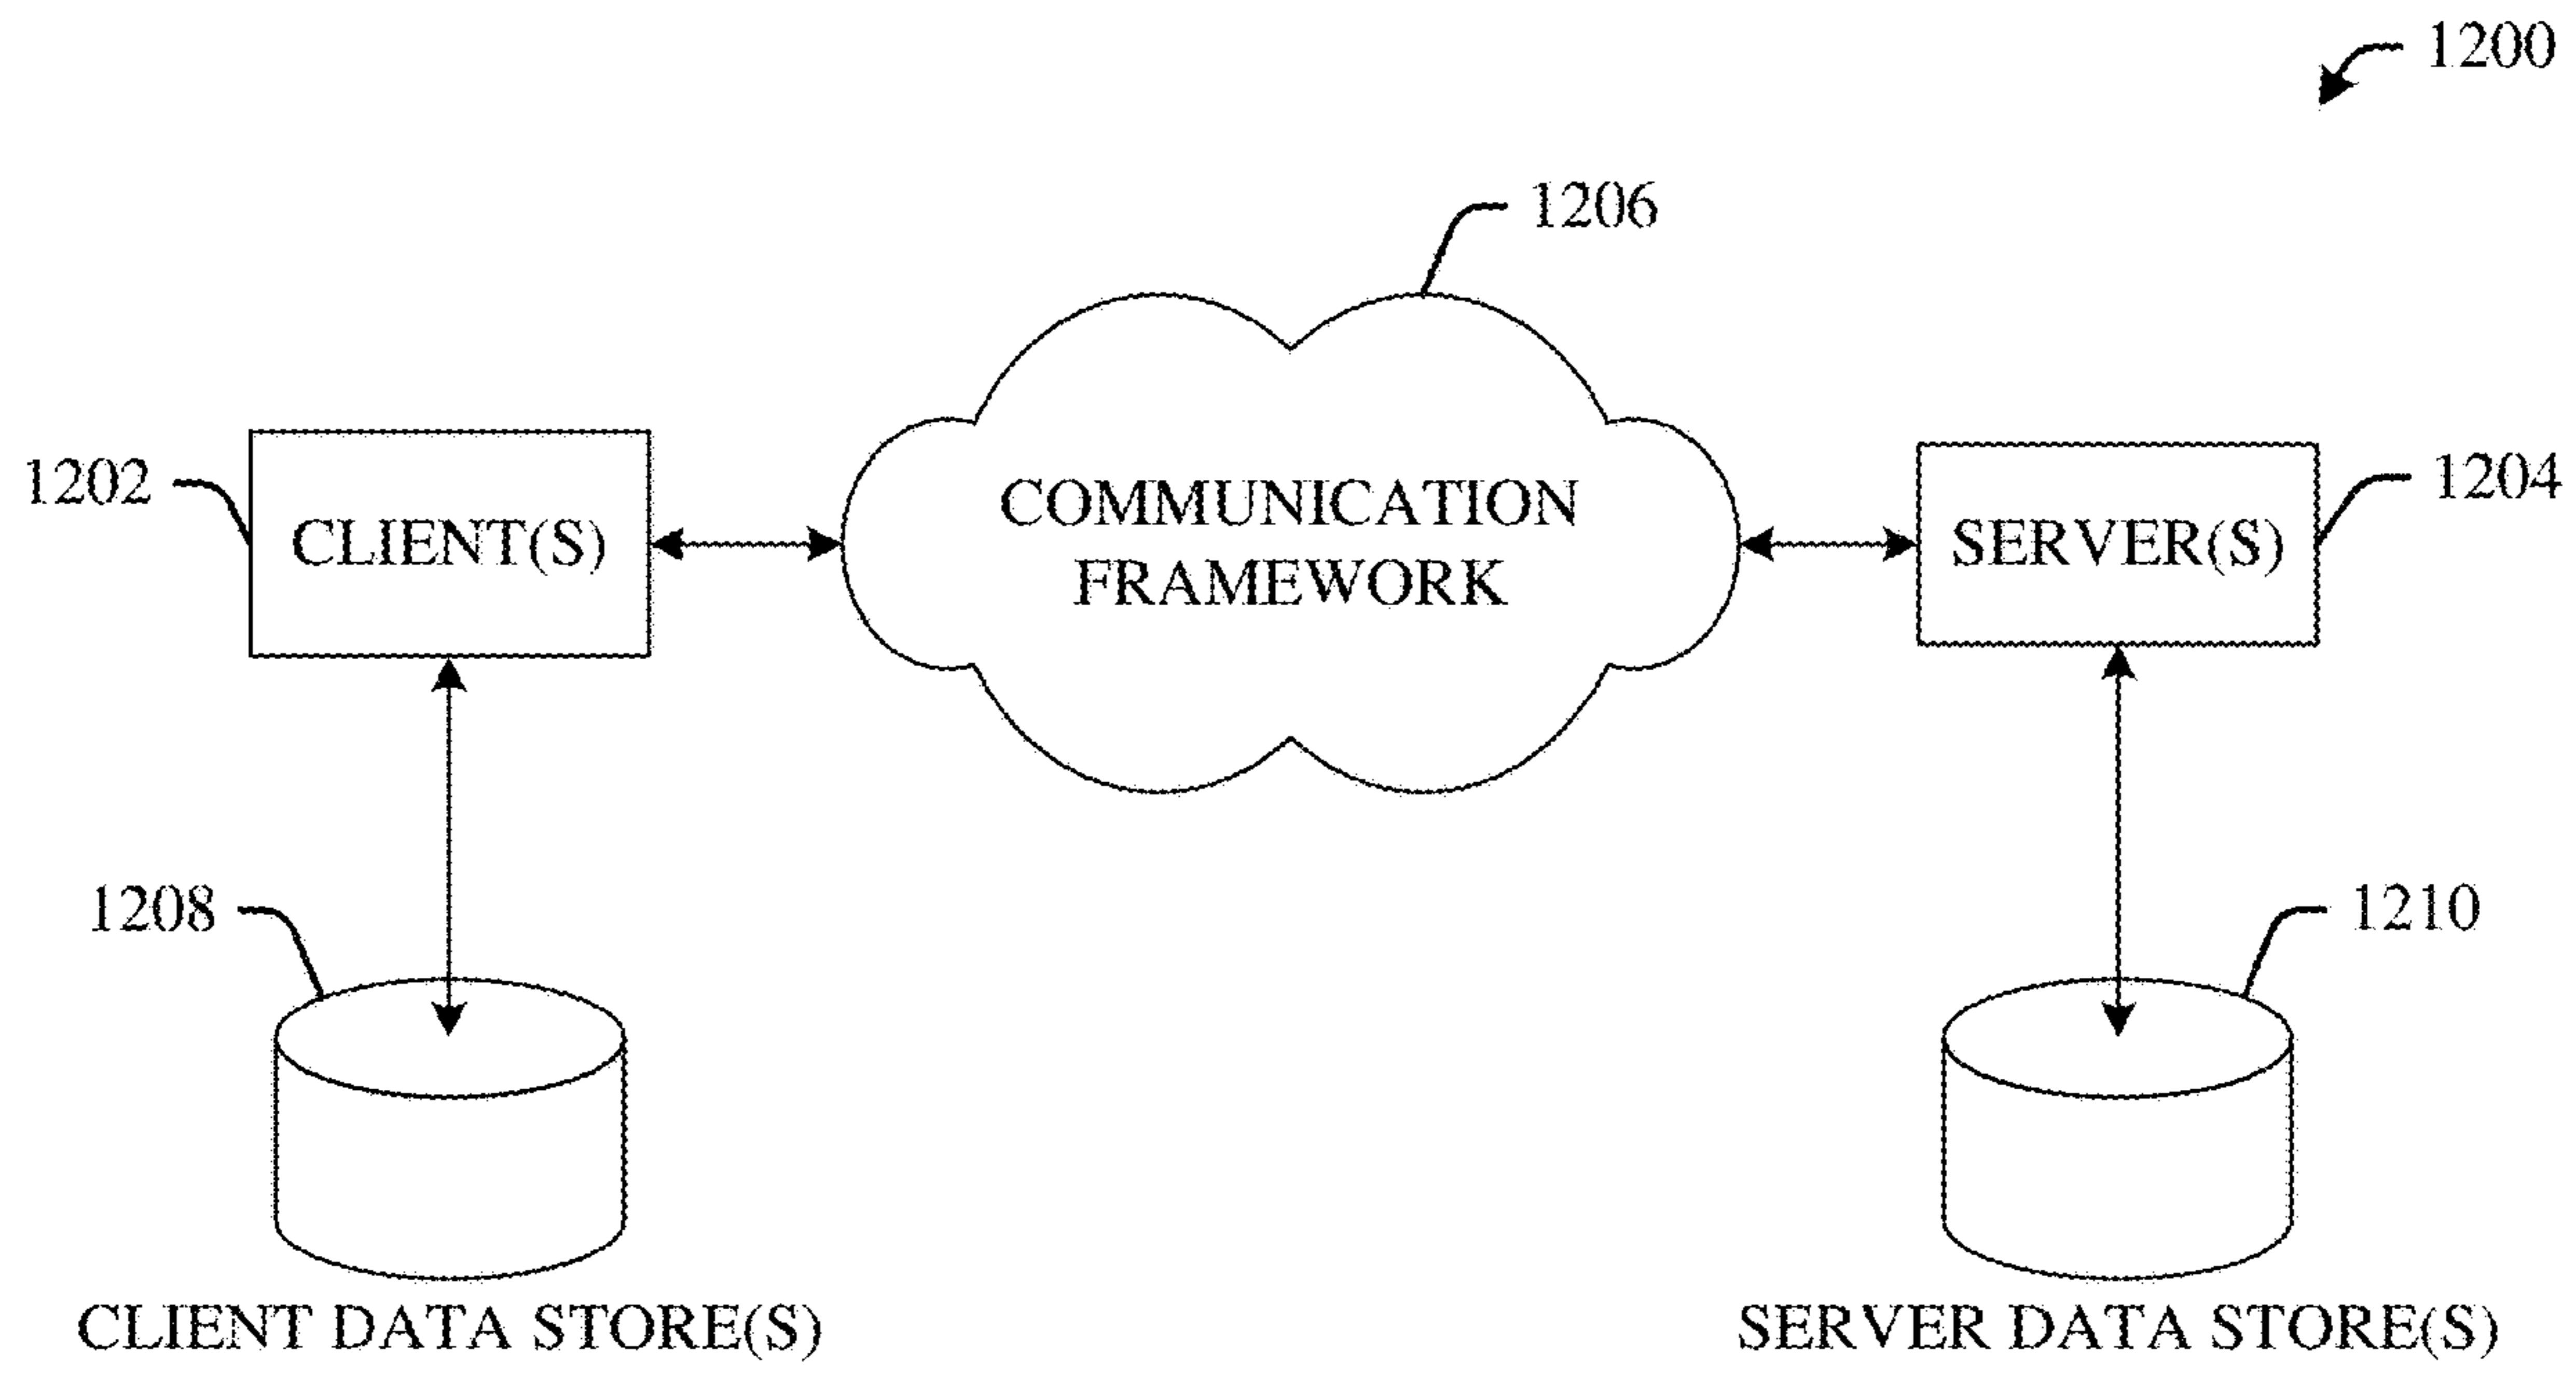 1200
1206
1202
CLIENT(S)
COMMUNICATION
FRAMEWORK
SERVER(S)
1204
1208
1210
CLIENT DATA STORE(S)
SERVER DATA STORE(S)